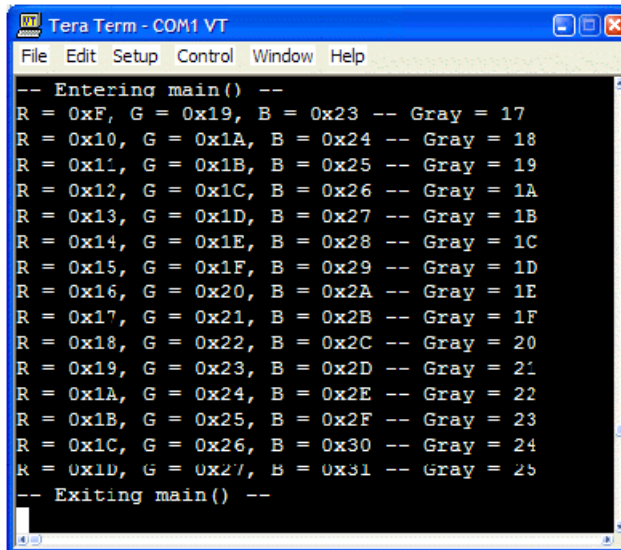 Tera Term - COM1 VT
File Edit Setup Control Window Help
-- Entering main() --
R = 0xF, G = 0x19, B = 0x23 -- Gray = 17
R = 0x10, G = 0x1A, B = 0x24 -- Gray = 18
R = 0x11, G = 0x1B, B = 0x25 -- Gray = 19
R = 0x12, G = 0x1C, B = 0x26 -- Gray = 1A
R = 0x13, G = 0x1D, B = 0x27 -- Gray = 1B
R = 0x14, G = 0x1E, B = 0x28 -- Gray = 1C
R = 0x15, G = 0x1F, B = 0x29 -- Gray = 1D
R = 0x16, G = 0x20, B = 0x2A -- Gray = 1E
R = 0x17, G = 0x21, B = 0x2B -- Gray = 1F
R = 0x18, G = 0x22, B = 0x2C -- Gray = 20
R = 0x19, G = 0x23, B = 0x2D -- Gray = 21
R = 0x1A, G = 0x24, B = 0x2E -- Gray = 22
R = 0x1B, G = 0x25, B = 0x2F -- Gray = 23
R = 0x1C, G = 0x26, B = 0x30 -- Gray = 24
R = 0x1D, G = 0x27, B = 0x31 -- Gray = 25
-- Exiting main() --